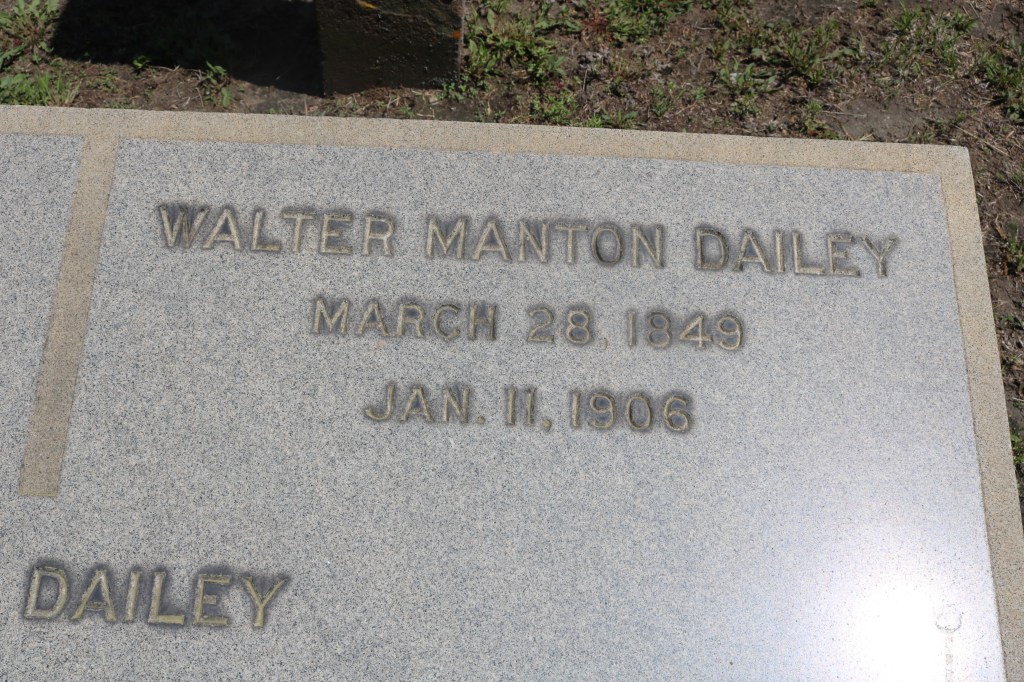 WALTER MANTON DAILEY
MARCH 28, 1849
JAN. 11, 1906
DAILEY